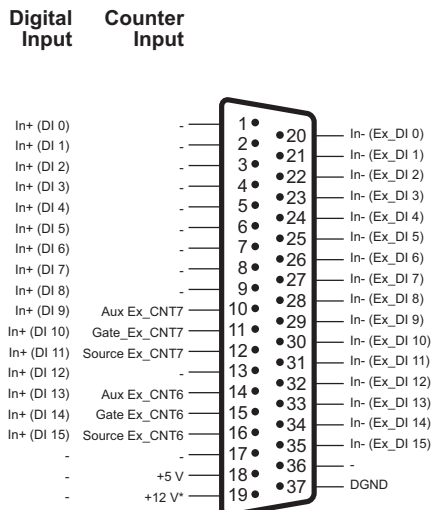 Digital Input Counter Input
In+ (DI 0) - 1 20 In- (Ex_DI 0)
In+ (DI 1) - 2 21 In- (Ex_DI 1)
In+ (DI 2) - 3 22 In- (Ex_DI 2)
In+ (DI 3) - 4 23 In- (Ex_DI 3)
In+ (DI 4) - 5 24 In- (Ex_DI 4)
In+ (DI 5) - 6 25 In- (Ex_DI 5)
In+ (DI 6) - 7 26 In- (Ex_DI 6)
In+ (DI 7) - 8 27 In- (Ex_DI 7)
In+ (DI 8) - 9 28 In- (Ex_DI 8)
In+ (DI 9) Aux Ex_CNT7 10 29 In- (Ex_DI 9)
In+ (DI 10) Gate_Ex_CNT7 11 30 In- (Ex_DI 10)
In+ (DI 11) Source Ex_CNT7 12 31 In- (Ex_DI 11)
In+ (DI 12) - 13 32 In- (Ex_DI 12)
In+ (DI 13) Aux Ex_CNT6 14 33 In- (Ex_DI 13)
In+ (DI 14) Gate Ex_CNT6 15 34 In- (Ex_DI 14)
In+ (DI 15) Source Ex_CNT6 16 35 In- (Ex_DI 15)
- - 17 36 -
- +5 V 18 37 DGND
- +12 V* 19